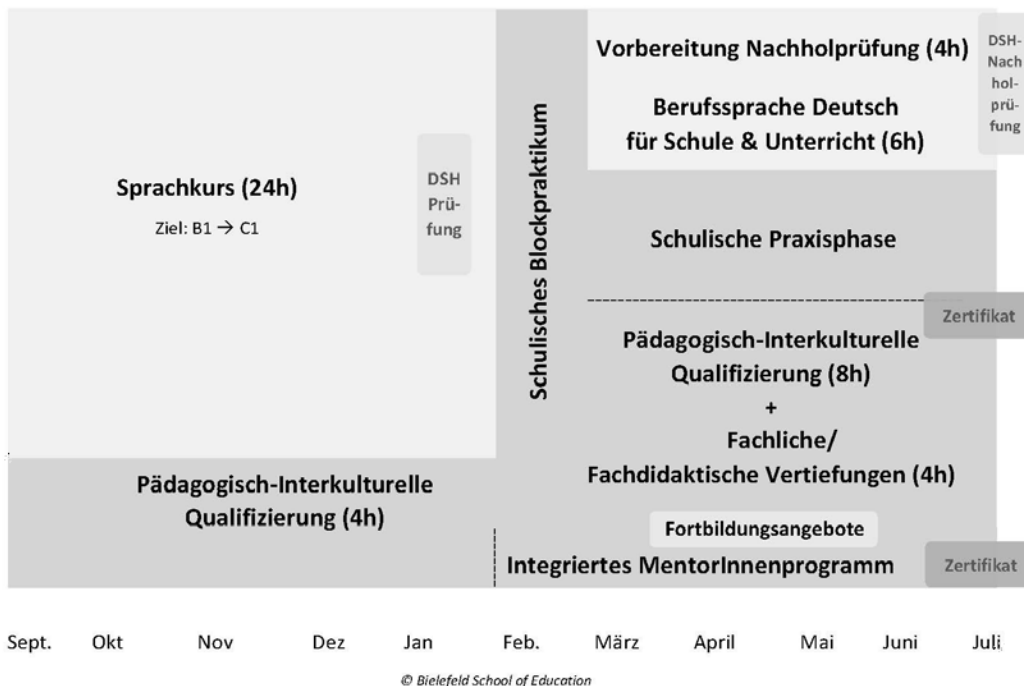 Sprachkurs (24h)
Ziel: B1 → C1
DSH
Prü-
fung
Pädagogisch-Interkulturelle
Qualifizierung (4h)
Schulisches Blockpraktikum
Vorbereitung Nachholprüfung (4h)
Berufssprache Deutsch
für Schule & Unterricht (6h)
DSH-
Nach
hol-
prü-
fung
Schulische Praxisphase
Zertifikat
Pädagogisch-Interkulturelle
Qualifizierung (8h)
+
Fachliche/
Fachdidaktische Vertiefungen (4h)
Fortbildungsangebote
Integriertes MentorInnenprogramm
Zertifikat
Sept. Okt Nov Dez Jan Feb. März April Mai Juni Juli
© Bielefeld School of Education